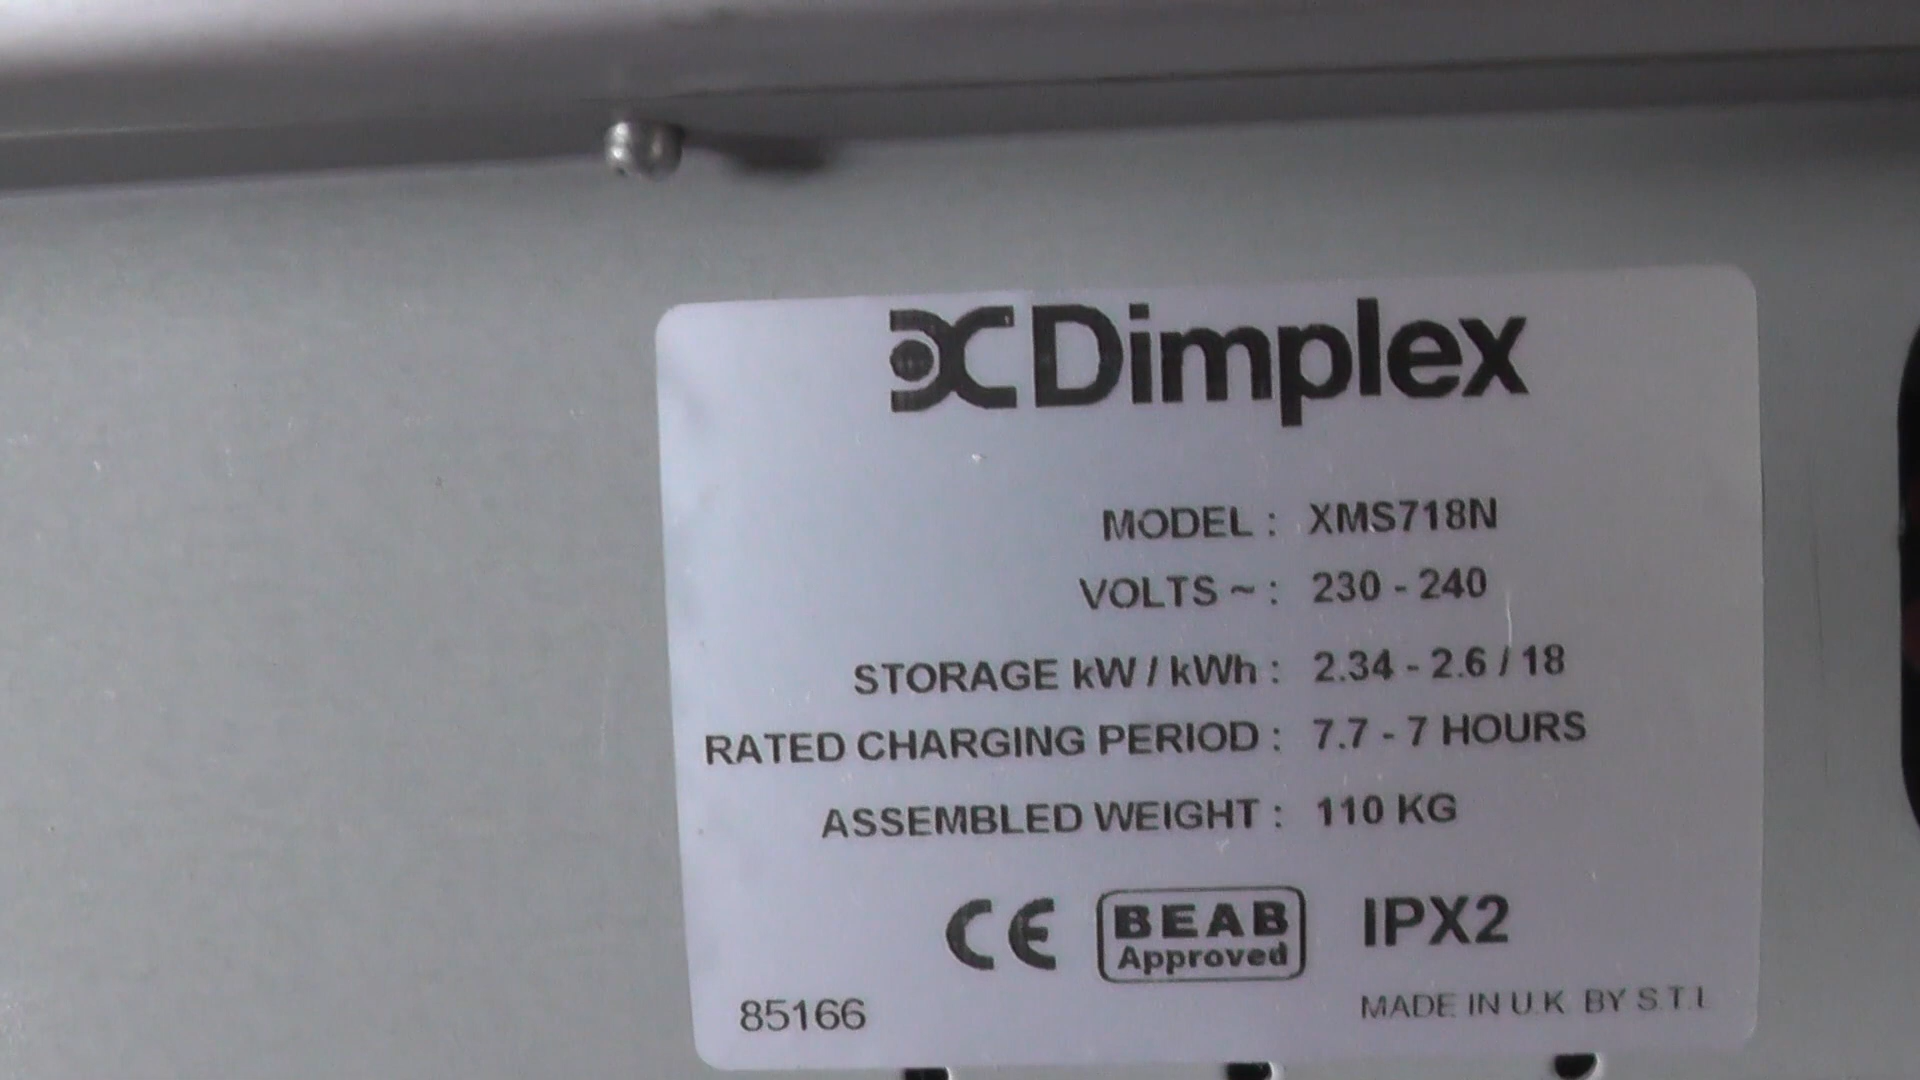 Dimplex
MODEL : XMS718N
VOLTS ~ : 230 - 240
STORAGE kW / kWh : 2.34 - 2.6 / 18
RATED CHARGING PERIOD : 7.7 - 7 HOURS
ASSEMBLED WEIGHT : 110 KG
CE BEAB Approved IPX2
85166
MADE IN U.K. BY S.T.I.